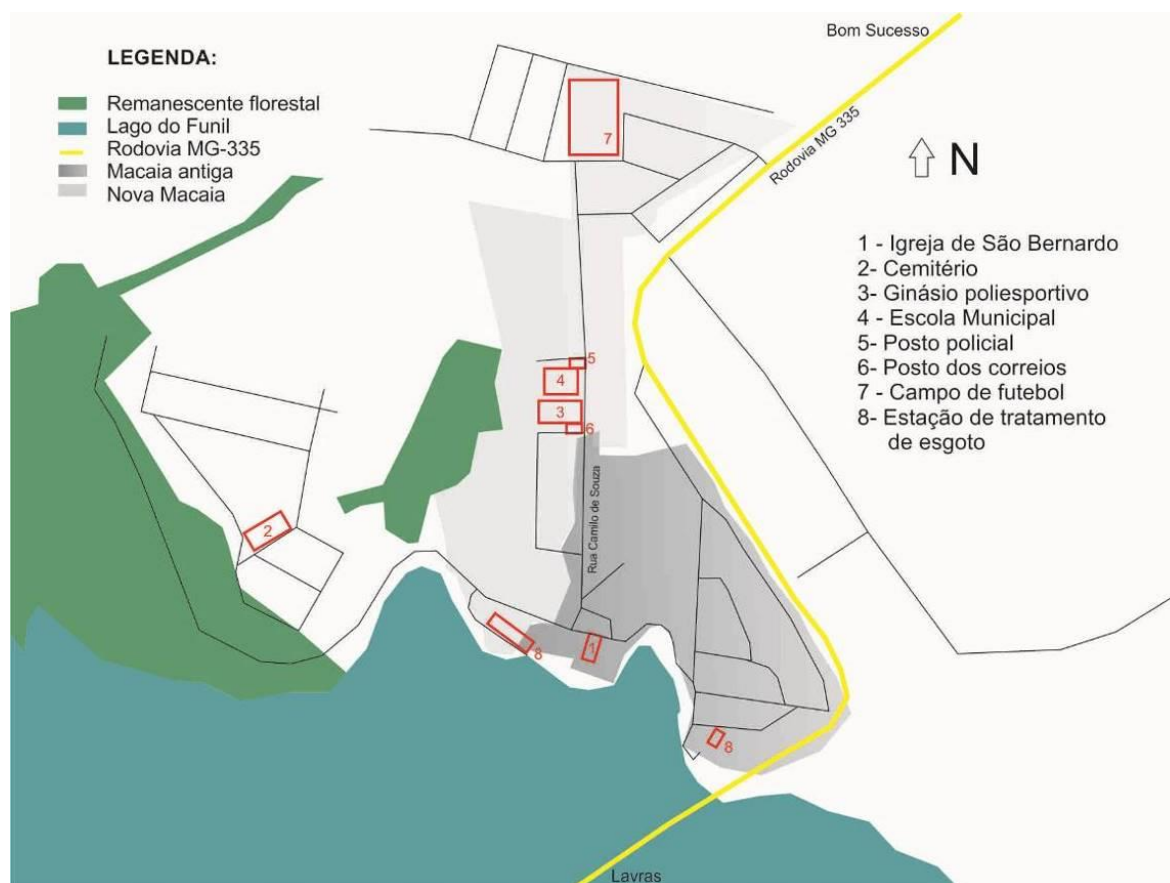 LEGENDA:
Remanescente florestal
Lago do Funil
Rodovia MG-335
Macaia antiga
Nova Macaia
Bom Sucesso
Rodovia MG 335
N
1 - Igreja de São Bernardo
2- Cemitério
3- Ginásio poliesportivo
4 - Escola Municipal
5- Posto policial
6- Posto dos correios
7 - Campo de futebol
8- Estação de tratamento
de esgoto
7
5
4
3
6
Rua Camilo de Souza
2
8
1
8
Lavras